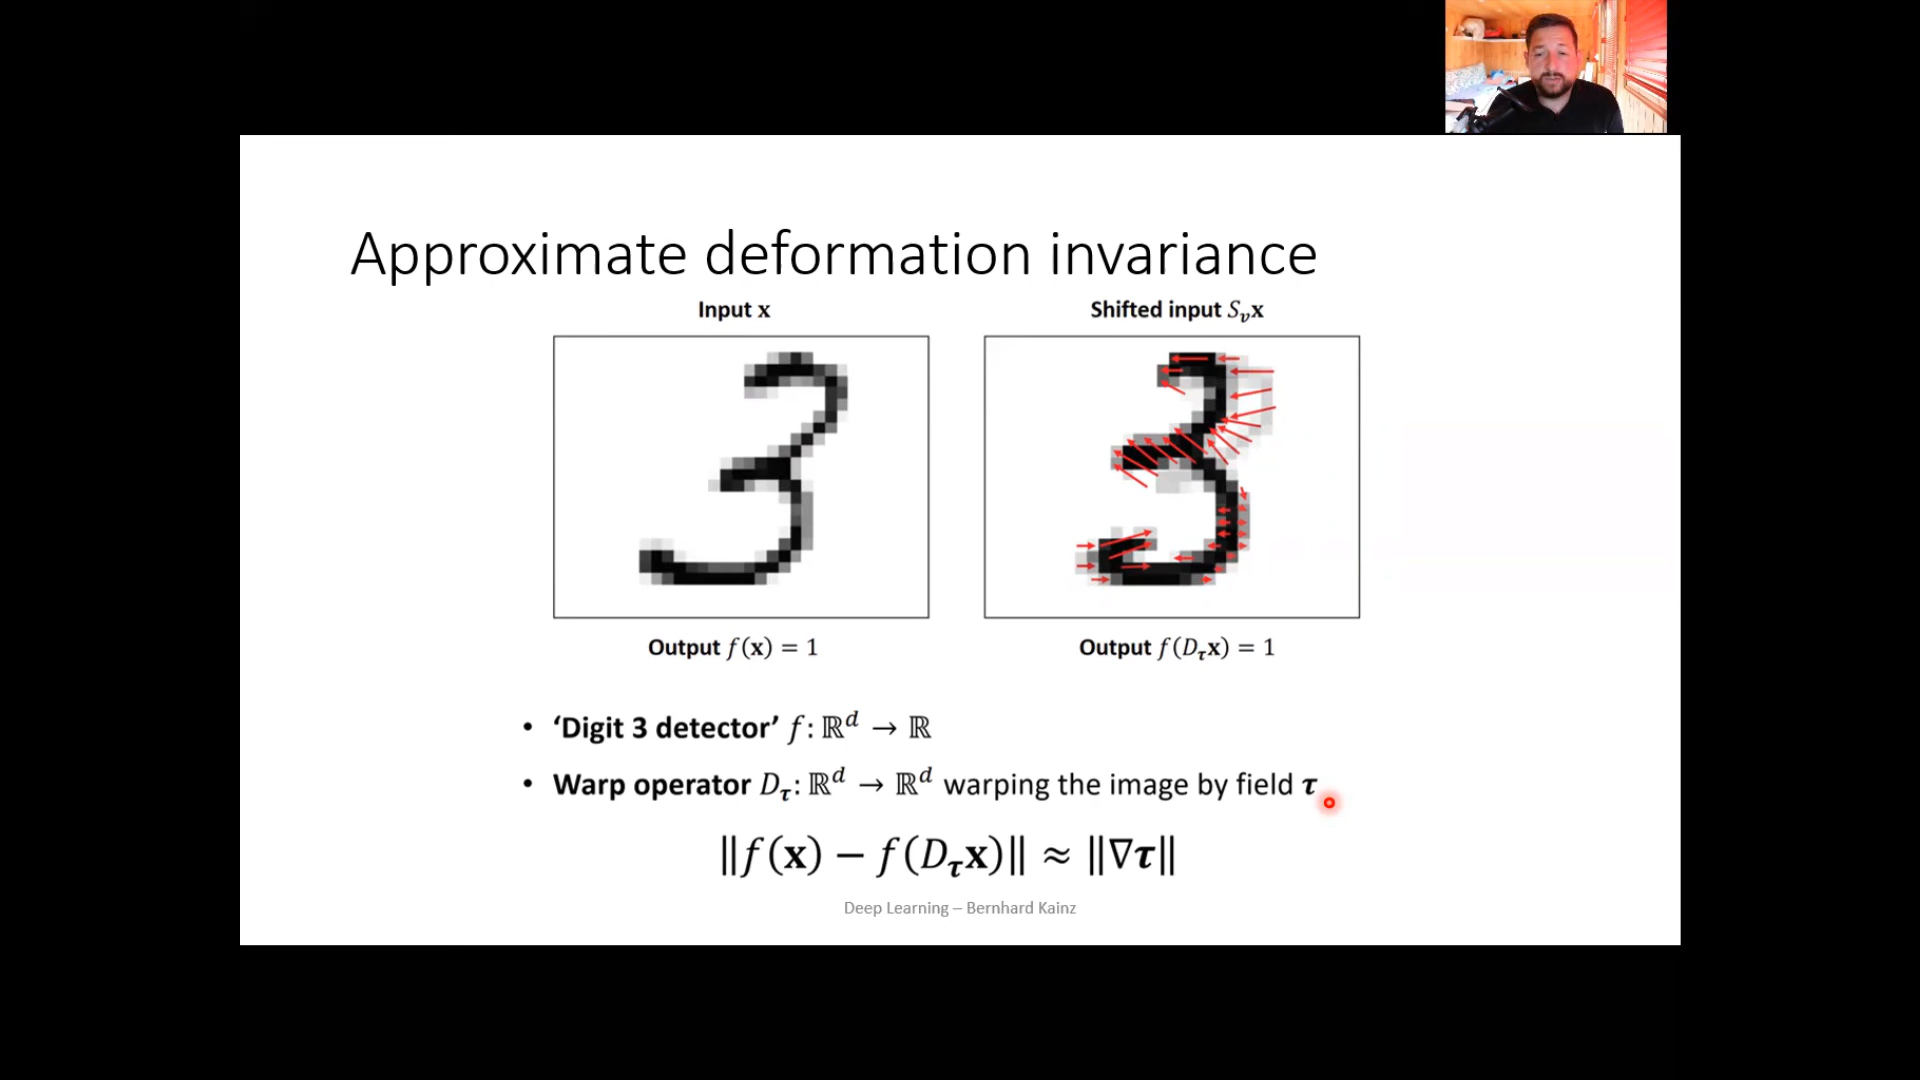 Approximate deformation invariance
Input x
Shifted input S_v x
Output f(x) = 1
Output f(D_τ x) = 1
• ‘Digit 3 detector’ f: ℝ^d → ℝ
• Warp operator D_τ: ℝ^d → ℝ^d warping the image by field τ
‖f(x) − f(D_τ x)‖ ≈ ‖∇τ‖
Deep Learning – Bernhard Kainz